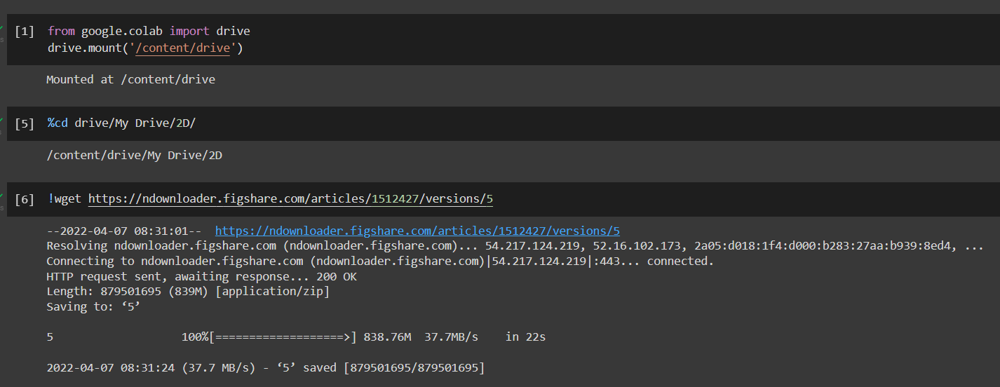 [1] from google.colab import drive
drive.mount('/content/drive')
Mounted at /content/drive
[5] %cd drive/My Drive/2D/
/content/drive/My Drive/2D
[6] !wget https://ndownloader.figshare.com/articles/1512427/versions/5
--2022-04-07 08:31:01--  https://ndownloader.figshare.com/articles/1512427/versions/5
Resolving ndownloader.figshare.com (ndownloader.figshare.com)... 54.217.124.219, 52.16.102.173, 2a05:d018:1f4:d000:b283:27aa:b939:8ed4, ...
Connecting to ndownloader.figshare.com (ndownloader.figshare.com)|54.217.124.219|:443... connected.
HTTP request sent, awaiting response... 200 OK
Length: 879501695 (839M) [application/zip]
Saving to: ‘5’
5                   100%[===================>] 838.76M  37.7MB/s    in 22s
2022-04-07 08:31:24 (37.7 MB/s) - ‘5’ saved [879501695/879501695]